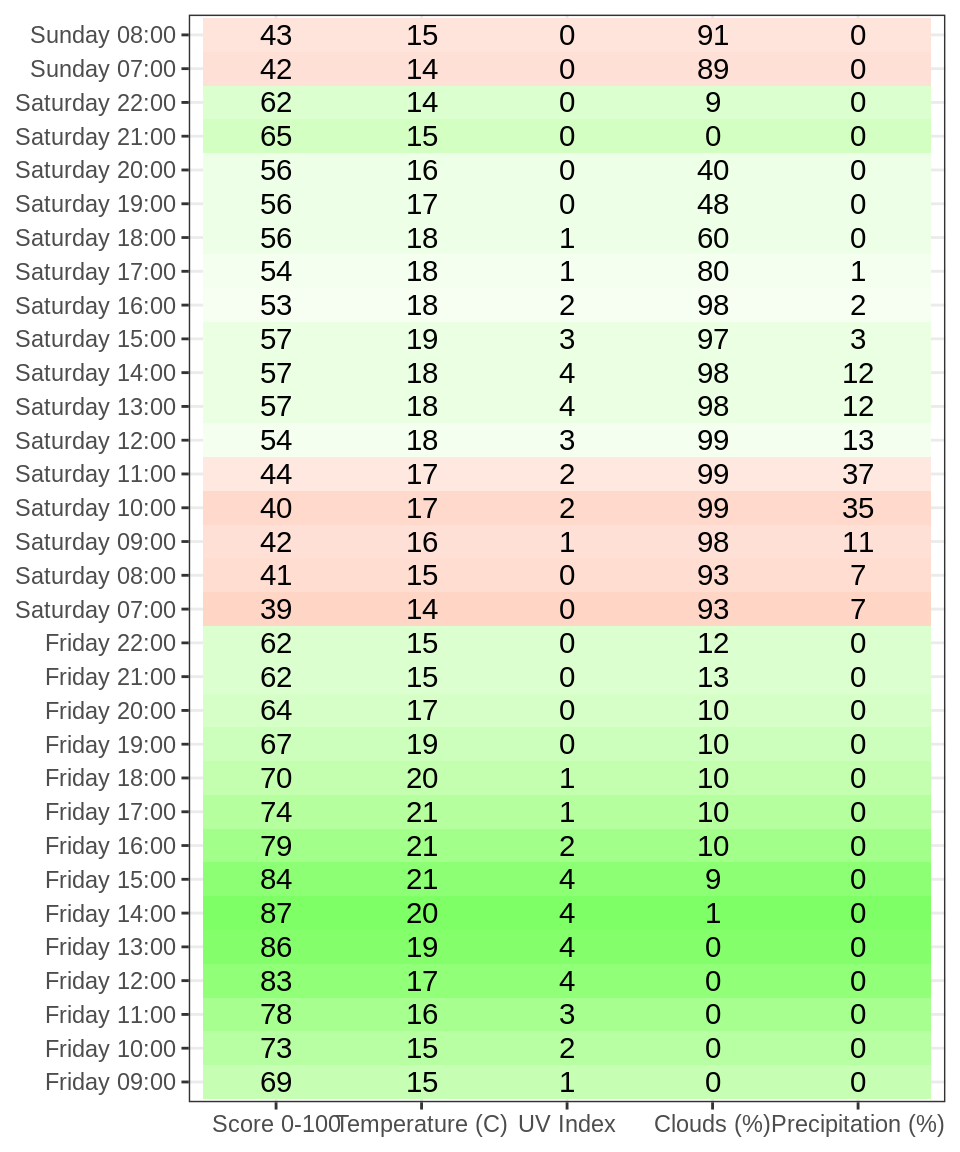 Sunday 08:00 43 15 0 91 0
Sunday 07:00 42 14 0 89 0
Saturday 22:00 62 14 0 9 0
Saturday 21:00 65 15 0 0 0
Saturday 20:00 56 16 0 40 0
Saturday 19:00 56 17 0 48 0
Saturday 18:00 56 18 1 60 0
Saturday 17:00 54 18 1 80 1
Saturday 16:00 53 18 2 98 2
Saturday 15:00 57 19 3 97 3
Saturday 14:00 57 18 4 98 12
Saturday 13:00 57 18 4 98 12
Saturday 12:00 54 18 3 99 13
Saturday 11:00 44 17 2 99 37
Saturday 10:00 40 17 2 99 35
Saturday 09:00 42 16 1 98 11
Saturday 08:00 41 15 0 93 7
Saturday 07:00 39 14 0 93 7
Friday 22:00 62 15 0 12 0
Friday 21:00 62 15 0 13 0
Friday 20:00 64 17 0 10 0
Friday 19:00 67 19 0 10 0
Friday 18:00 70 20 1 10 0
Friday 17:00 74 21 1 10 0
Friday 16:00 79 21 2 10 0
Friday 15:00 84 21 4 9 0
Friday 14:00 87 20 4 1 0
Friday 13:00 86 19 4 0 0
Friday 12:00 83 17 4 0 0
Friday 11:00 78 16 3 0 0
Friday 10:00 73 15 2 0 0
Friday 09:00 69 15 1 0 0
Score 0-100 Temperature (C) UV Index Clouds (%) Precipitation (%)